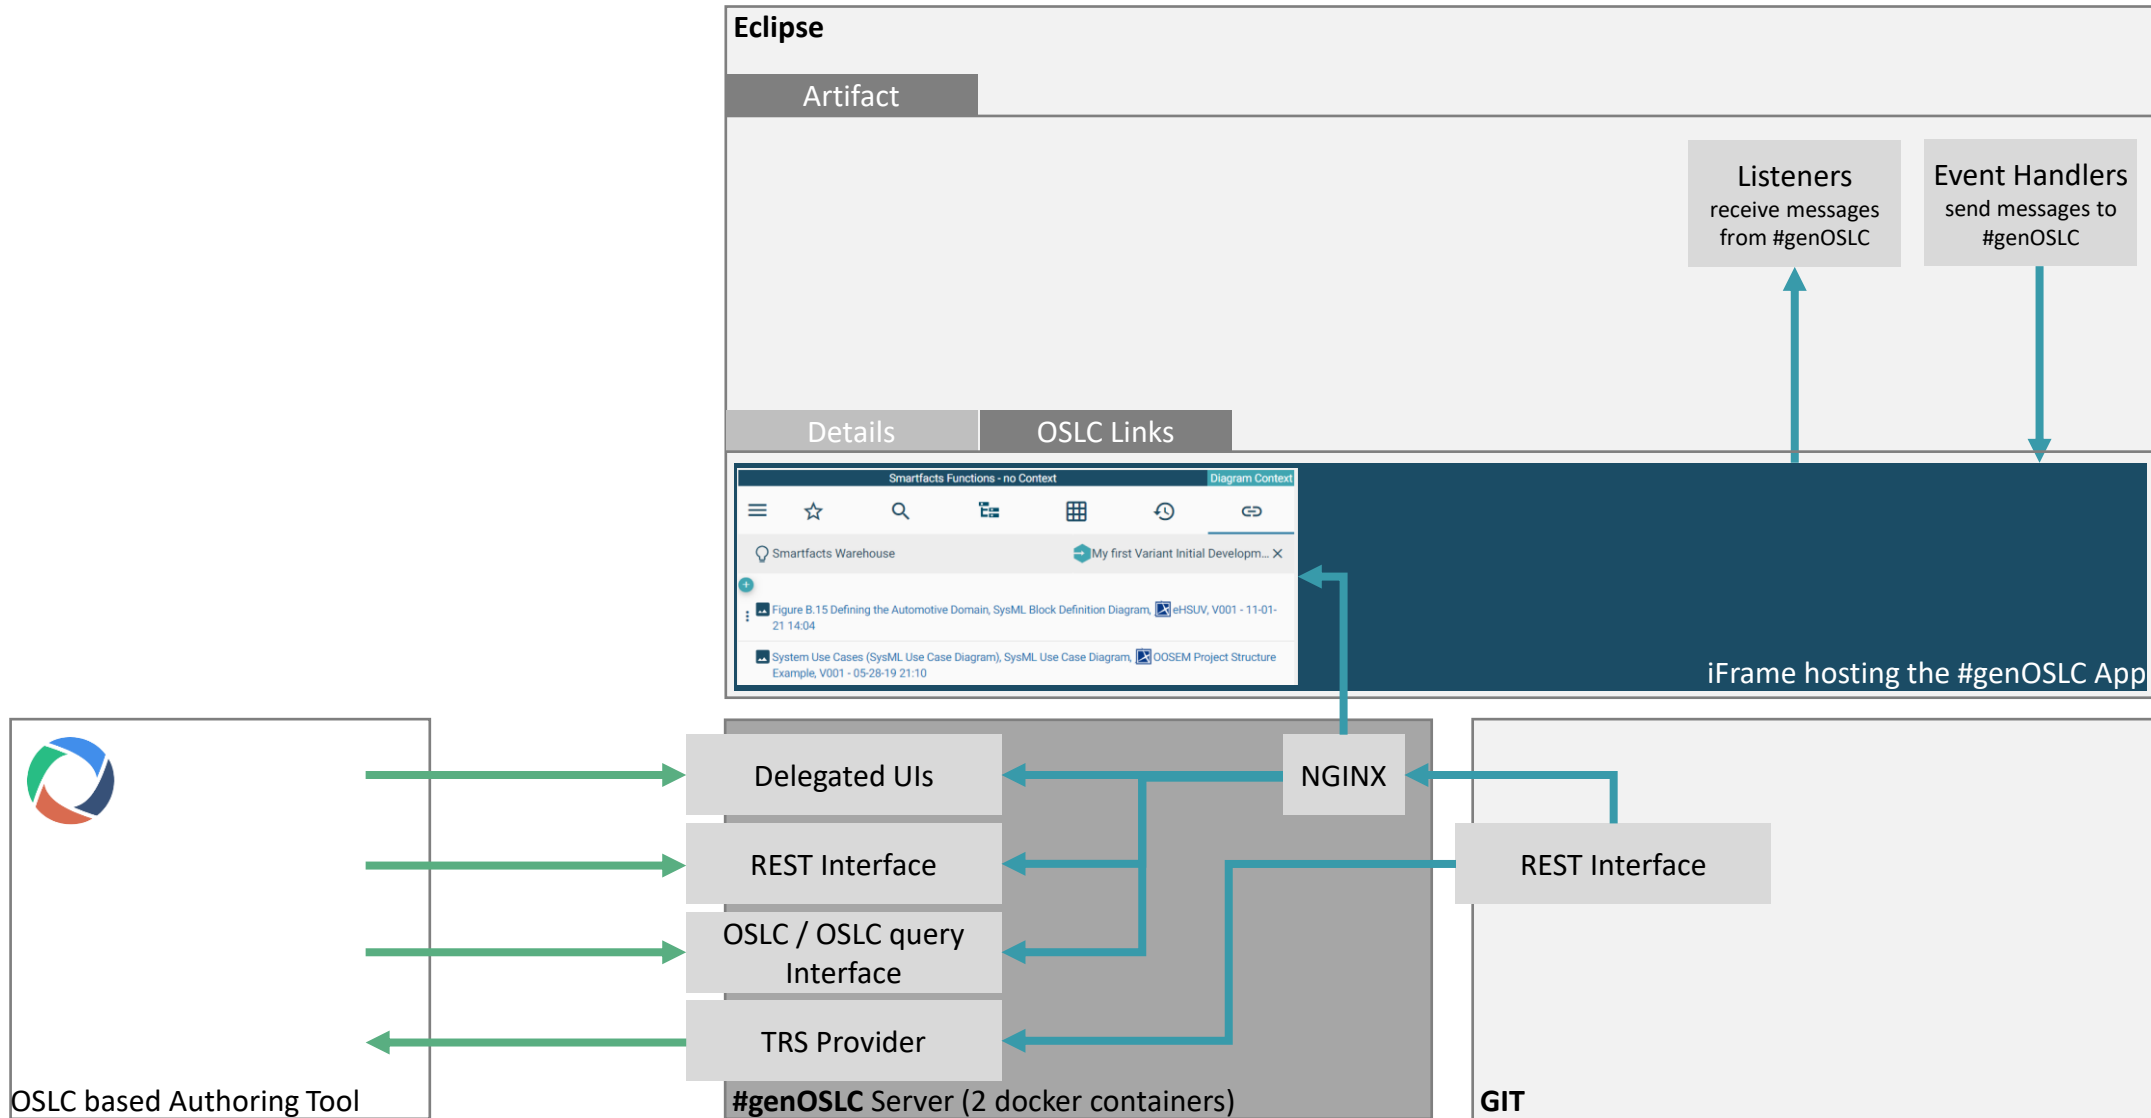 Eclipse
Artifact
Listeners
receive messages
from #genOSLC
Event Handlers
send messages to
#genOSLC
Details
OSLC Links
Smartfacts Functions - no Context
Diagram Context
Smartfacts Warehouse
My first Variant Initial Developm...
Figure B.15 Defining the Automotive Domain, SysML Block Definition Diagram, eHSUV, V001 - 11-01-
21 14:04
System Use Cases (SysML Use Case Diagram), SysML Use Case Diagram, OOSEM Project Structure
Example, V001 - 05-28-19 21:10
iFrame hosting the #genOSLC App
Delegated UIs
NGINX
REST Interface
REST Interface
OSLC / OSLC query
Interface
TRS Provider
OSLC based Authoring Tool
#genOSLC Server (2 docker containers)
GIT